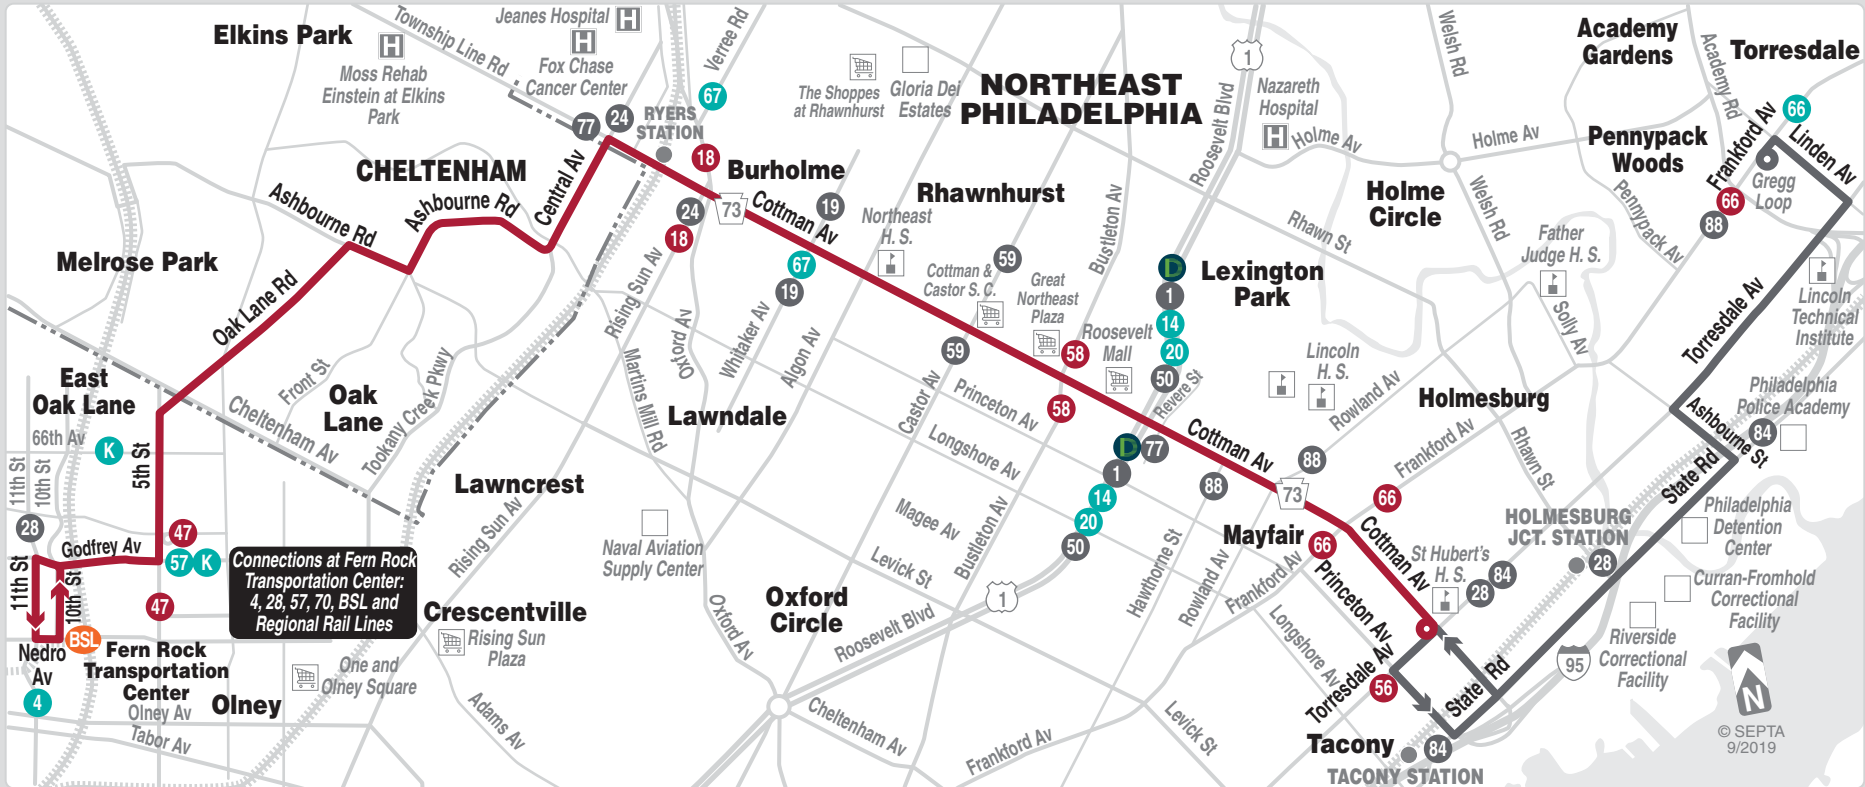 Elkins Park
Township Line Rd
Jeanes Hospital
H
H
Fox Chase
Cancer Center
H
Moss Rehab
Einstein at Elkins
Park
Verree Rd
67
77
24
RYERS
STATION
18
Burholme
The Shoppes
at Rhawnhurst
Gloria Dei
Estates
NORTHEAST
PHILADELPHIA
1
Roosevelt Blvd
Nazareth
Hospital
H
Holme Av
Welsh Rd
Holme Av
Academy
Gardens
Academy Rd
Torresdale
66
Pennypack
Woods
Frankford Av
Linden Av
Gregg
Loop
66
88
Pennypack Av
CHELTENHAM
Ashbourne Rd
Ashbourne Rd
Central Av
24
18
73
Cottman Av
19
67
19
Northeast
H. S.
Rhawnhurst
Bustleton Av
Holme
Circle
Rhawn St
Welsh Rd
Father
Judge H. S.
Solly Av
Torresdale Av
Lincoln
Technical
Institute
Melrose Park
Oak Lane Rd
Rising Sun Av
Oxford Av
Whitaker Av
Algon Av
Cottman &
Castor S. C.
59
Great
Northeast
Plaza
58
Roosevelt
Mall
D
1
14
20
50
Revere St
Lexington
Park
Lincoln
H. S.
Rowland Av
Holmesburg
Philadelphia
Police Academy
84
Ashbourne St
East
Oak Lane
66th Av
K
11th St
10th St
5th St
Front St
Oak
Lane
Cheltenham Av
Tookany Creek Pkwy
Martins Mill Rd
Lawndale
59
Castor Av
Princeton Av
Longshore Av
58
D
77
1
14
20
50
Cottman Av
88
88
73
Frankford Av
66
Rhawn St
State Rd
Philadelphia
Detention
Center
Lawncrest
Rising Sun Av
Naval Aviation
Supply Center
Magee Av
Levick St
Bustleton Av
Mayfair
66
Cottman Av
St Hubert's
H. S.
28
84
HOLMESBURG
JCT. STATION
28
Curran-Fromhold
Correctional
Facility
28
47
Godfrey Av
57
K
11th St
10th St
47
Connections at Fern Rock
Transportation Center:
4, 28, 57, 70, BSL and
Regional Rail Lines
BSL
Nedro
Av
4
Fern Rock
Transportation
Center
Olney Av
Tabor Av
Olney
One and
Olney Square
Crescentville
Rising Sun
Plaza
Adams Av
Oxford Av
Oxford
Circle
Roosevelt Blvd
1
Cheltenham Av
Frankford Av
Hawthorne St
Rowland Av
Frankford Av
Princeton Av
Longshore Av
Torresdale Av
56
Levick St
Tacony
84
TACONY STATION
State Rd
95
Riverside
Correctional
Facility
N
© SEPTA
9/2019